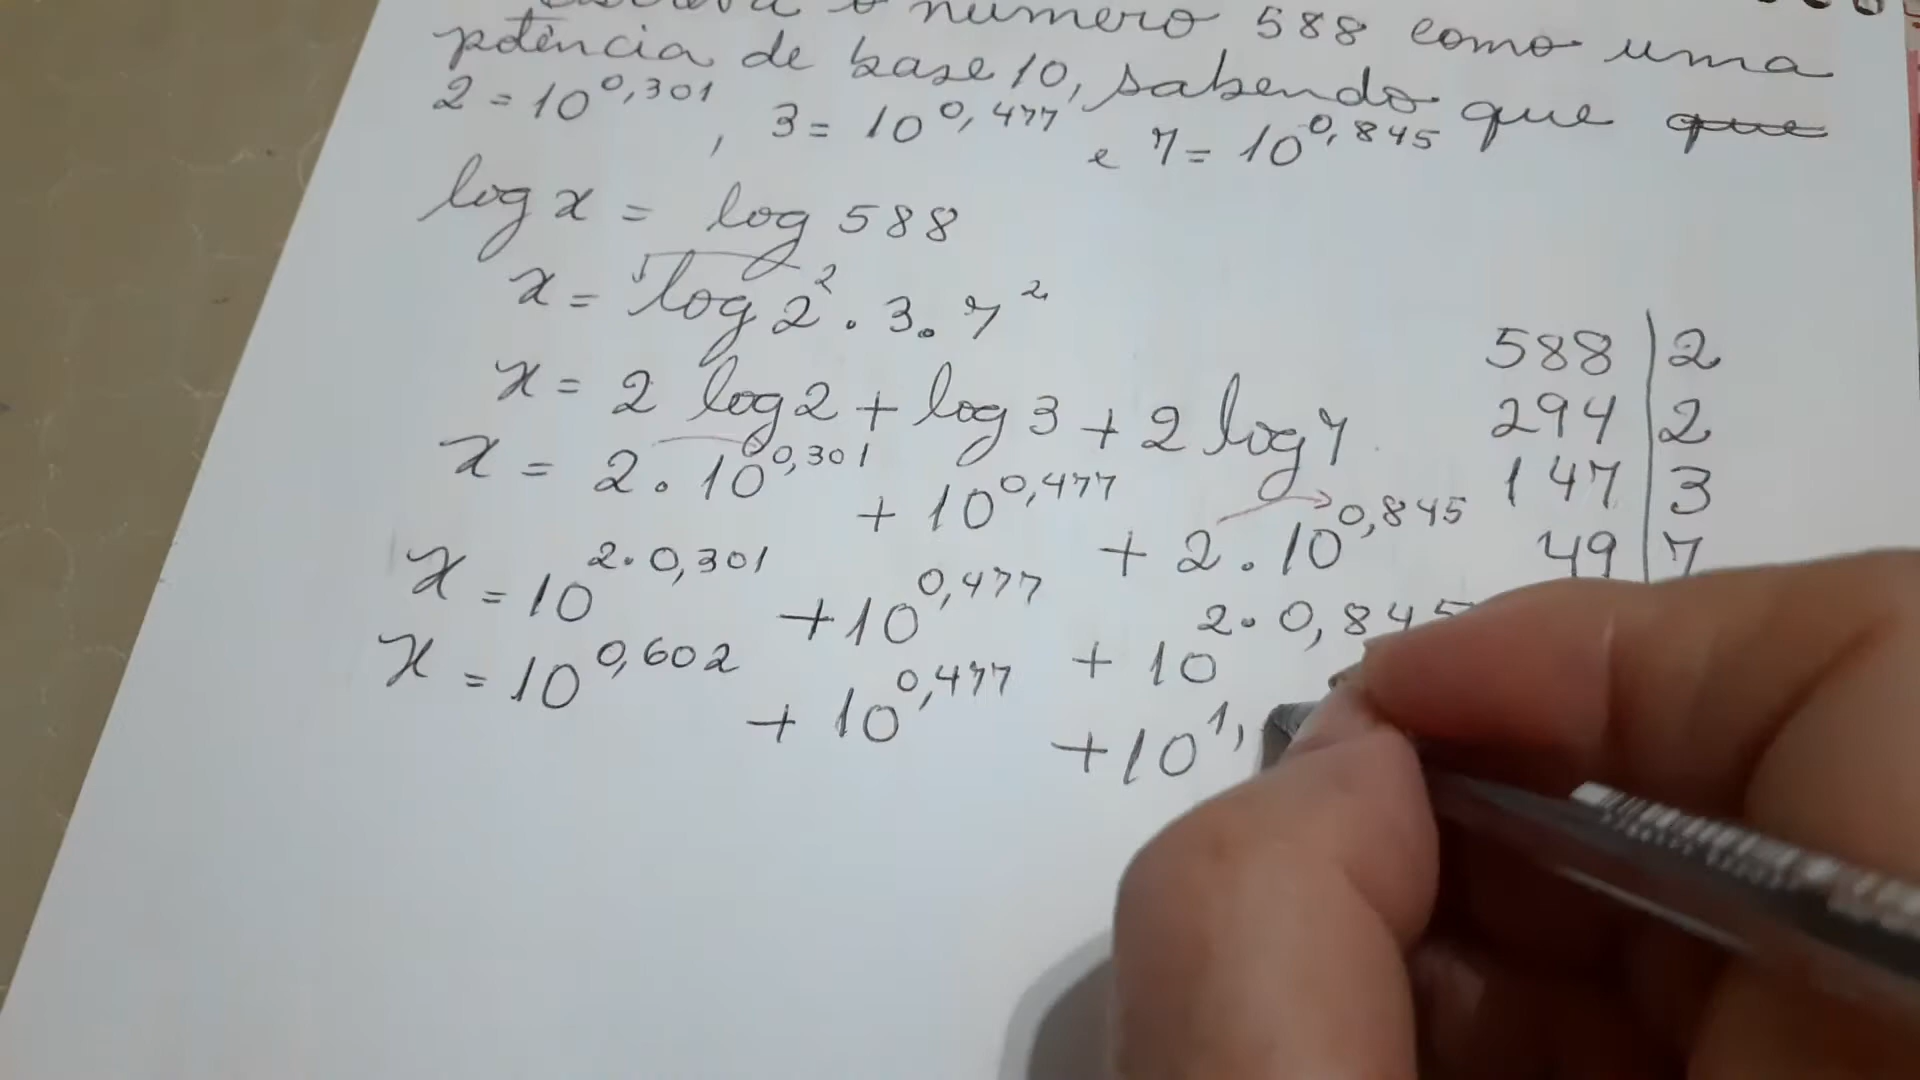 o número 588 como uma
potência de base 10, sabendo que que
2 = 10^0,301, 3 = 10^0,477 e 7 = 10^0,845
log x = log 588
x = log 2² . 3 . 7²
x = 2 log 2 + log 3 + 2 log 7
x = 2 . 10^0,301 + 10^0,477 + 2 . 10^0,845
x = 10^2.0,301 + 10^0,477 + 10^2.0,845
x = 10^0,602 + 10^0,477 + 10^1,
588 | 2
294 | 2
147 | 3
49 | 7